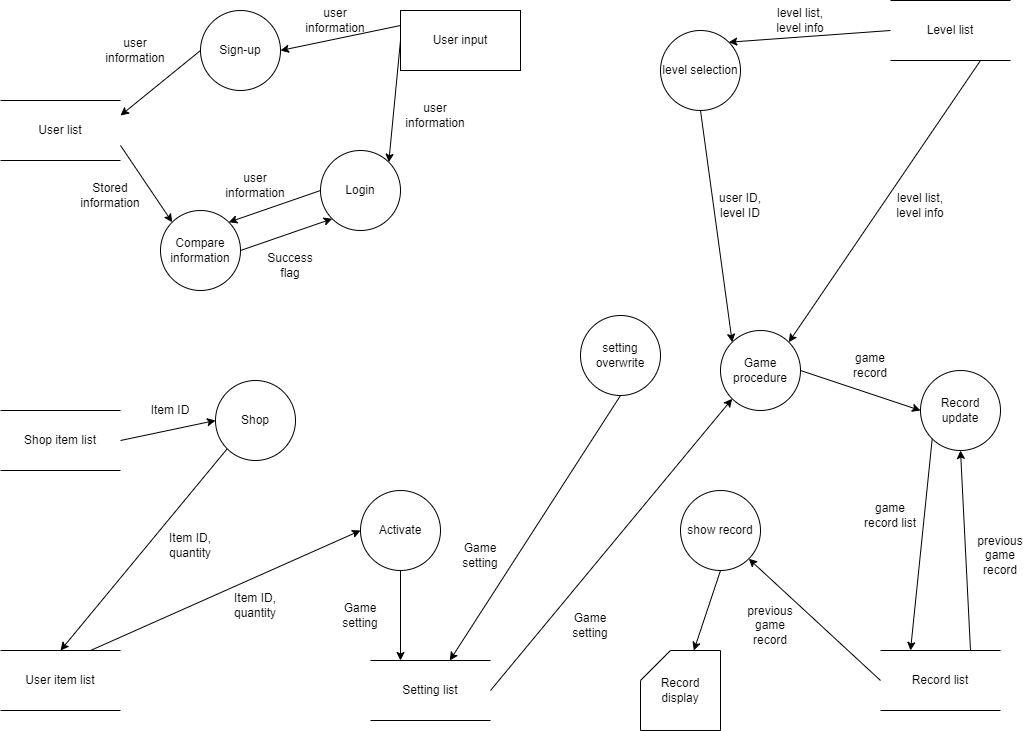 user
information
Sign-up
User input
user
information
User list
user
information
Stored
information
user
information
Login
Compare
information
Success
flag
level list,
level info
Level list
level selection
user ID,
level ID
level list,
level info
setting
overwrite
Game
procedure
game
record
Record
update
Shop item list
Item ID
Shop
Item ID,
quantity
Activate
Item ID,
quantity
Game
setting
Game
setting
Game
setting
User item list
Setting list
show record
game
record list
previous
game
record
previous
game
record
Record
display
Record list